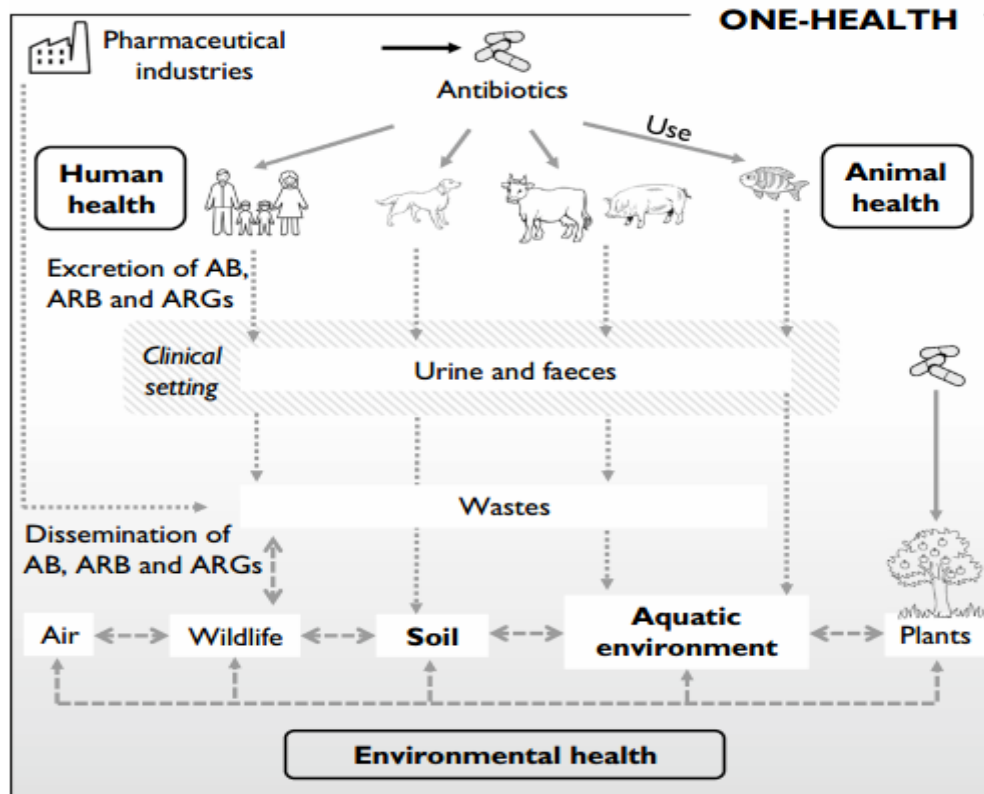 ONE-HEALTH
Pharmaceutical
industries
Antibiotics
Use
Human
health
Animal
health
Excretion of AB,
ARB and ARGs
Clinical
setting
Urine and faeces
Wastes
Dissemination of
AB, ARB and ARGs
Air
Wildlife
Soil
Aquatic
environment
Plants
Environmental health